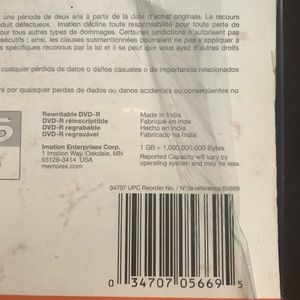 une période de deux ans à partir de la date d'achat originale. Le recours
produit défectueux. Imation décline toute responsabilité pour toute perte de
tous autres types de dommages. Certaines juridictions n'autorisent pas
sécutifs ; ainsi, les clauses susmentionnées pourraient ne pas s'appliquer à
s spécifiques reconnus par la loi et il se peut que vous ayez d'autres droits
cualquier pérdida de datos o daños casuales o de importancia relacionados
rá por quaisquer perdas de dados ou danos acidentais ou conseqüentes no
Rewritable DVD-R
DVD-R réinscriptible
DVD-R regrabable
DVD-R regravável
Made in India
Fabriqué en Inde
Hecho en India
Fabricado na Índia
Imation Enterprises Corp.
1 Imation Way, Oakdale, MN
55128-3414 USA
memorex.com
1 GB = 1,000,000,000 Bytes
Reported Capacity will vary by
operating system and may
34707 UPC Reorder No. / N° de référence 05669
0 34707 05669 5